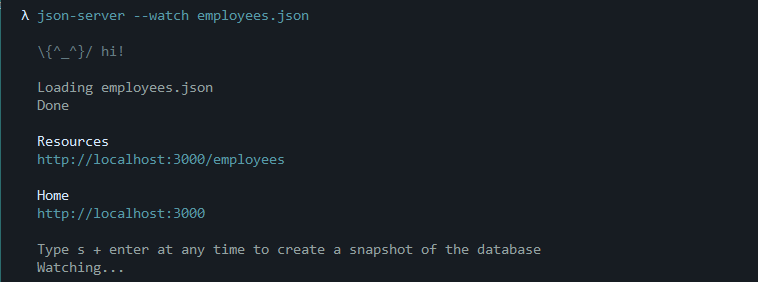 λ json-server --watch employees.json
\{^_^}/ hi!
Loading employees.json
Done
Resources
http://localhost:3000/employees
Home
http://localhost:3000
Type s + enter at any time to create a snapshot of the database
Watching...